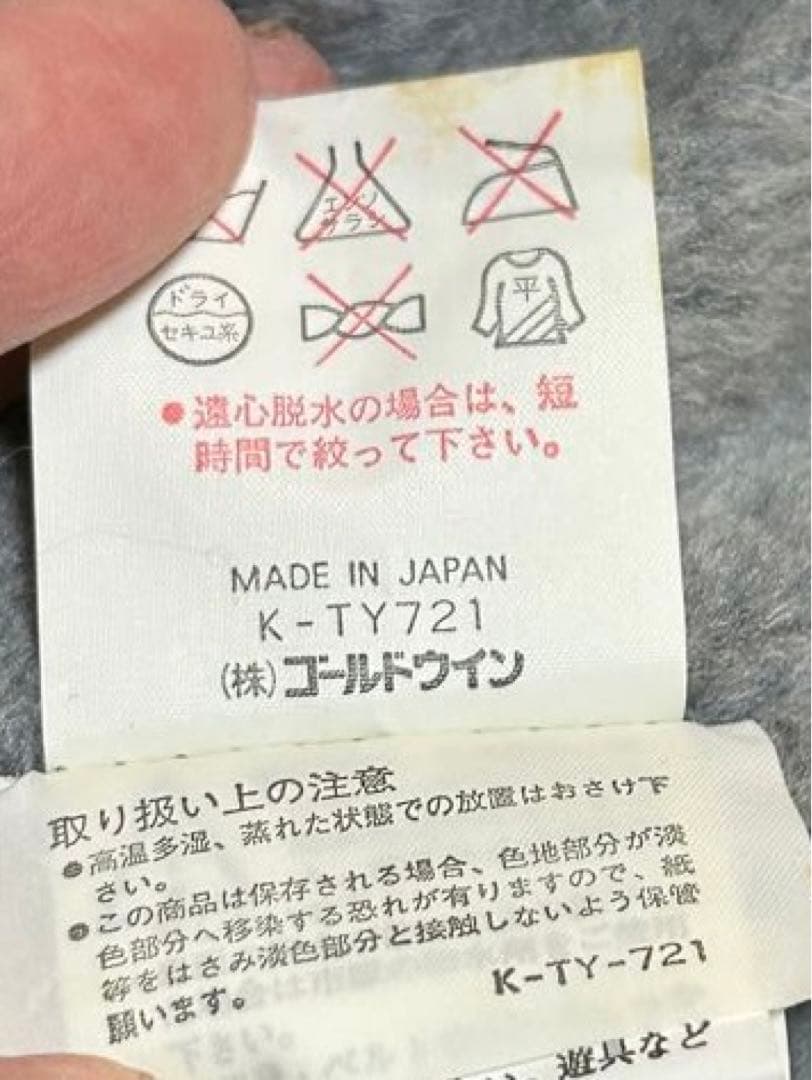 エンソ
サラシ
ドライ
セキユ系
平
●遠心脱水の場合は、短
時間で絞って下さい。
MADE IN JAPAN
K-TY721
(株)ゴールドウイン
取り扱い上の注意
●高温多湿、蒸れた状態での放置はおさけ下
さい。
●この商品は保存される場合、色地部分が淡
色部分へ移染する恐れが有りますので、紙
等をはさみ淡色部分と接触しないよう保管
願います。
K-TY-721
など